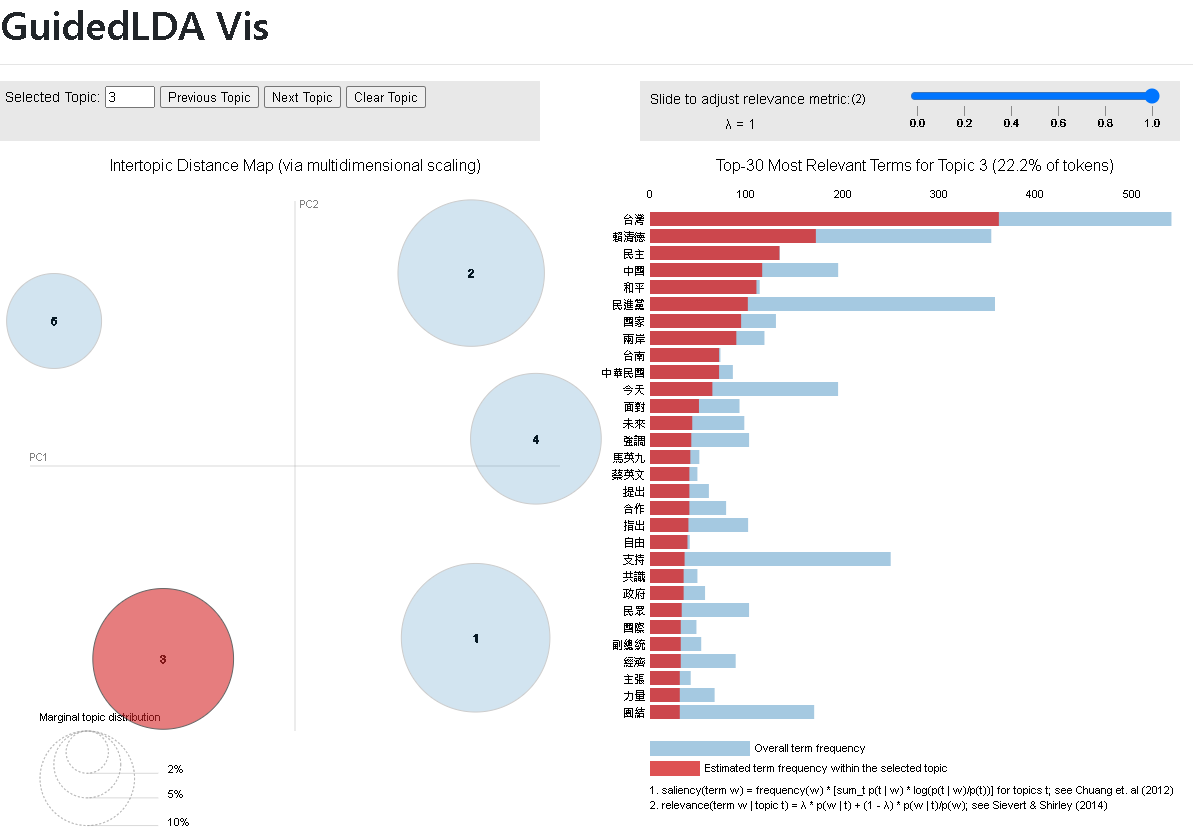 GuidedLDA Vis
Selected Topic: 3 Previous Topic Next Topic Clear Topic
Slide to adjust relevance metric:(2)
λ = 1
0.0 0.2 0.4 0.6 0.8 1.0
Intertopic Distance Map (via multidimensional scaling)
PC2
PC1
2
5
4
3
1
Marginal topic distribution
2%
5%
10%
Top-30 Most Relevant Terms for Topic 3 (22.2% of tokens)
0 100 200 300 400 500
台灣
賴清德
民主
中國
和平
民進黨
國家
兩岸
台南
中華民國
今天
面對
未來
強調
馬英九
蔡英文
提出
合作
指出
自由
支持
共識
政府
民眾
國際
副總統
經濟
主張
力量
團結
Overall term frequency
Estimated term frequency within the selected topic
1. saliency(term w) = frequency(w) * [sum_t p(t | w) * log(p(t | w)/p(t))] for topics t; see Chuang et. al (2012)
2. relevance(term w | topic t) = λ * p(w | t) + (1 - λ) * p(w | t)/p(w); see Sievert & Shirley (2014)